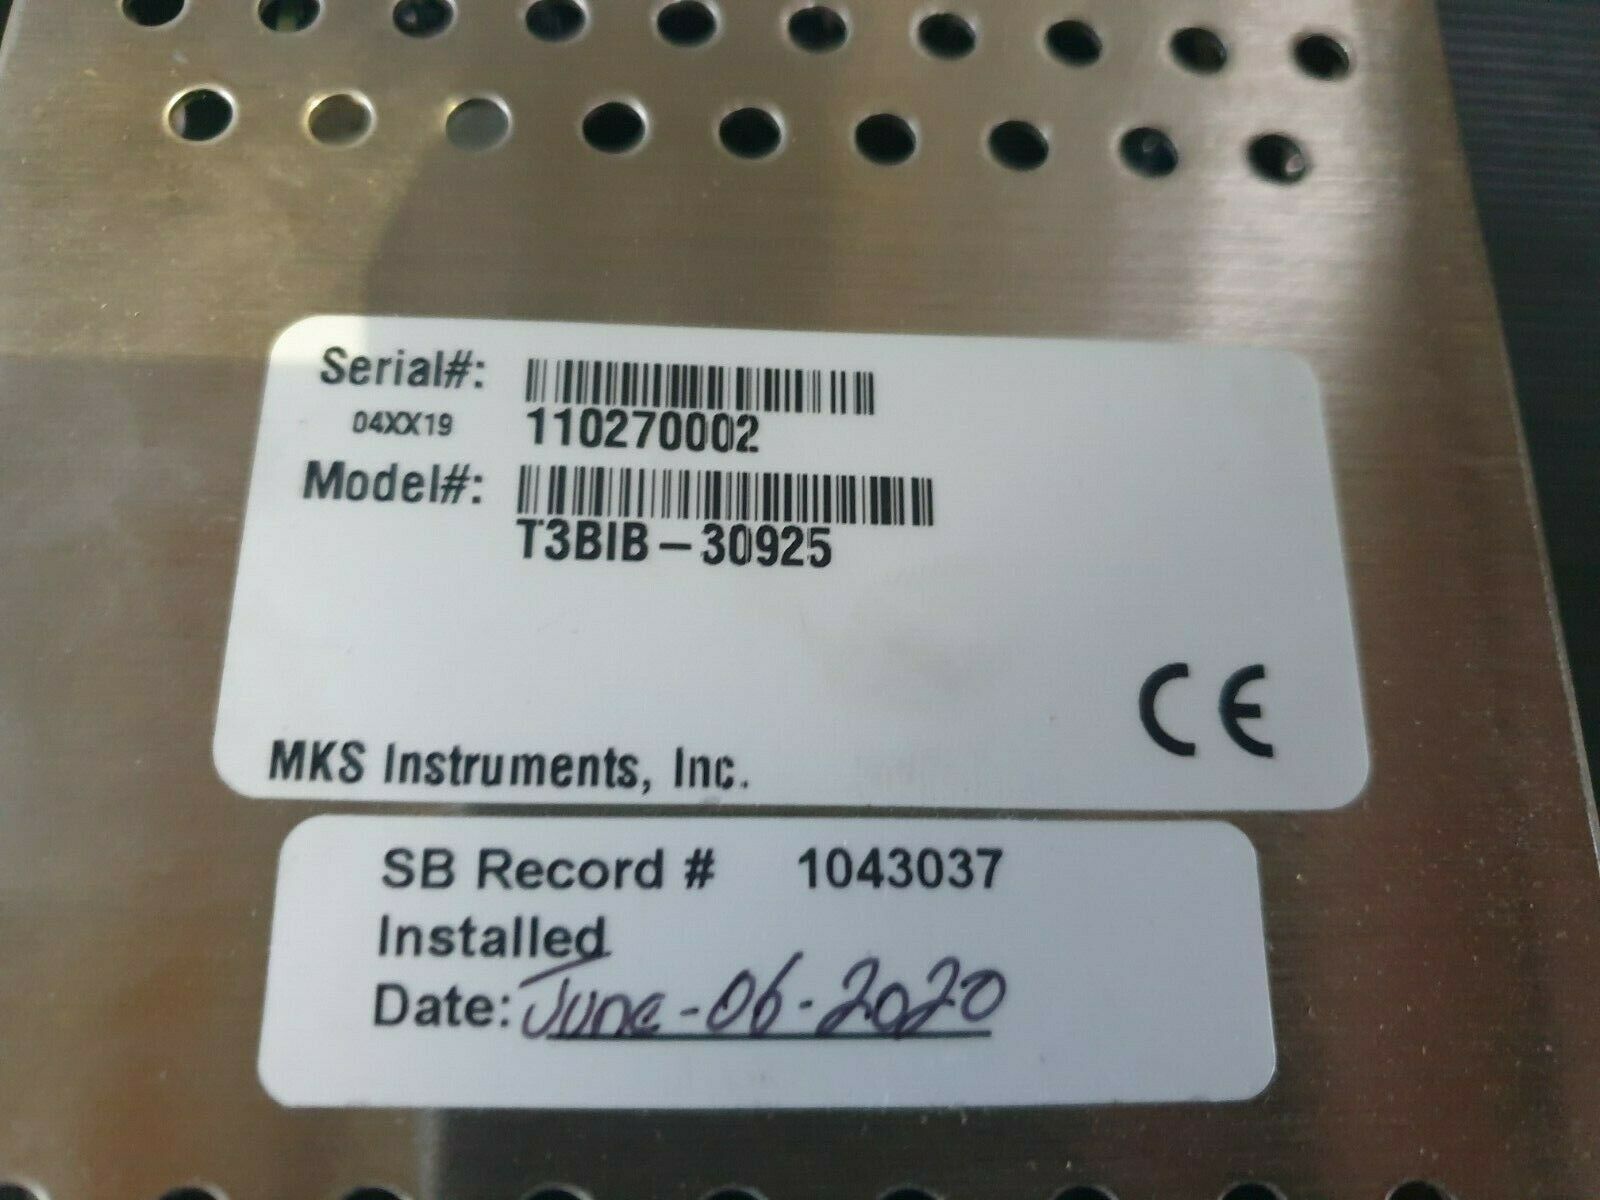 Serial#:
04XX19 110270002
Model#:
T3BIB-30925
CE
MKS Instruments, Inc.
SB Record # 1043037
Installed
Date: June-06-2020